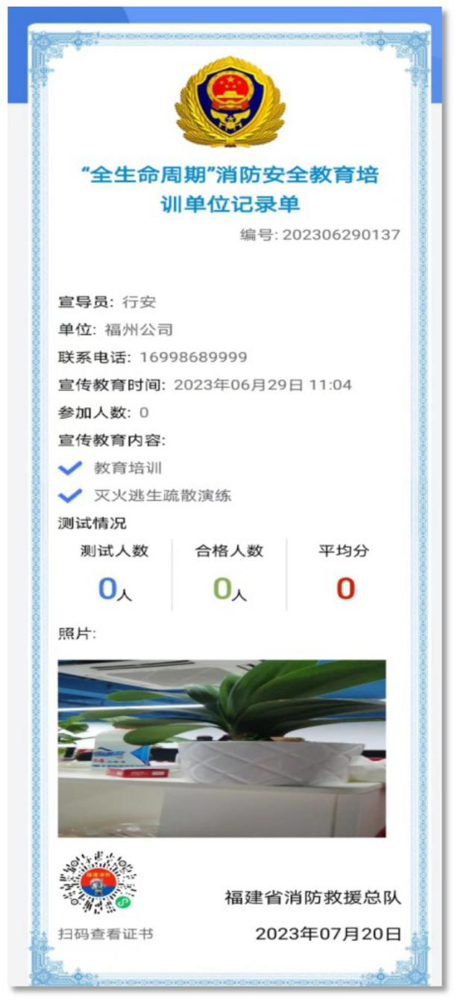 “全生命周期”消防安全教育培
训单位记录单
编号: 202306290137
宣导员: 行安
单位: 福州公司
联系电话: 16998689999
宣传教育时间: 2023年06月29日 11:04
参加人数: 0
宣传教育内容:
教育培训
灭火逃生疏散演练
测试情况
测试人数 合格人数 平均分
0人 0人 0
照片:
福建省消防救援总队
扫码查看证书 2023年07月20日